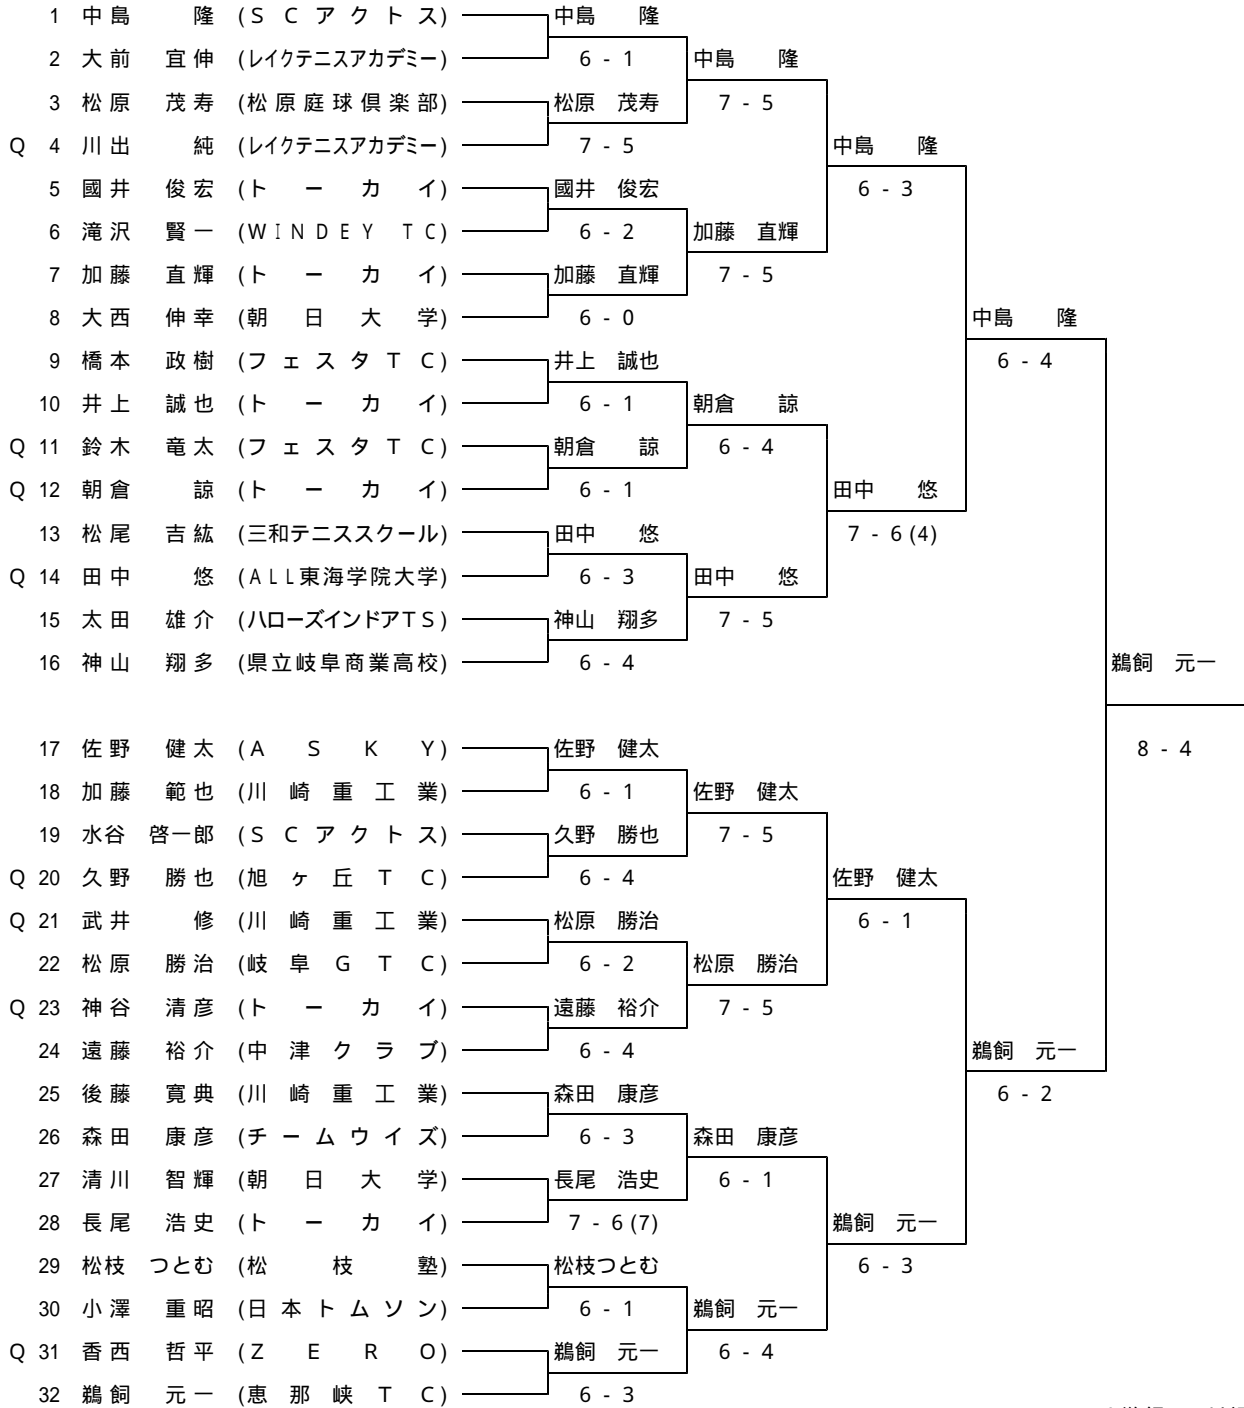 1 中島 隆 (SCアクトス) 中島 隆
2 大前 宜伸 (レイクテニスアカデミー) 6 - 1 中島 隆
3 松原 茂寿 (松原庭球倶楽部) 松原 茂寿 7 - 5
Q 4 川出 純 (レイクテニスアカデミー) 7 - 5 中島 隆
5 國井 俊宏 (トーカイ) 國井 俊宏 6 - 3
6 滝沢 賢一 (WINDEY TC) 6 - 2 加藤 直輝
7 加藤 直輝 (トーカイ) 加藤 直輝 7 - 5
8 大西 伸幸 (朝日大学) 6 - 0 中島 隆
9 橋本 政樹 (フェスタTC) 井上 誠也 6 - 4
10 井上 誠也 (トーカイ) 6 - 1 朝倉 諒
Q 11 鈴木 竜太 (フェスタTC) 朝倉 諒 6 - 4
Q 12 朝倉 諒 (トーカイ) 6 - 1 田中 悠
13 松尾 吉紘 (三和テニススクール) 田中 悠 7 - 6 (4)
Q 14 田中 悠 (ALL東海学院大学) 6 - 3 田中 悠
15 太田 雄介 (ハローズインドアTS) 神山 翔多 7 - 5
16 神山 翔多 (県立岐阜商業高校) 6 - 4 鵜飼 元一
17 佐野 健太 (ASKY) 佐野 健太 8 - 4
18 加藤 範也 (川崎重工業) 6 - 1 佐野 健太
19 水谷 啓一郎 (SCアクトス) 久野 勝也 7 - 5
Q 20 久野 勝也 (旭ヶ丘TC) 6 - 4 佐野 健太
Q 21 武井 修 (川崎重工業) 松原 勝治 6 - 1
22 松原 勝治 (岐阜GTC) 6 - 2 松原 勝治
Q 23 神谷 清彦 (トーカイ) 遠藤 裕介 7 - 5
24 遠藤 裕介 (中津クラブ) 6 - 4 鵜飼 元一
25 後藤 寛典 (川崎重工業) 森田 康彦 6 - 2
26 森田 康彦 (チームウイズ) 6 - 3 森田 康彦
27 清川 智輝 (朝日大学) 長尾 浩史 6 - 1
28 長尾 浩史 (トーカイ) 7 - 6 (7) 鵜飼 元一
29 松枝 つとむ (松枝塾) 松枝つとむ 6 - 3
30 小澤 重昭 (日本トムソン) 6 - 1 鵜飼 元一
Q 31 香西 哲平 (ZERO) 鵜飼 元一 6 - 4
32 鵜飼 元一 (恵那峡TC) 6 - 3